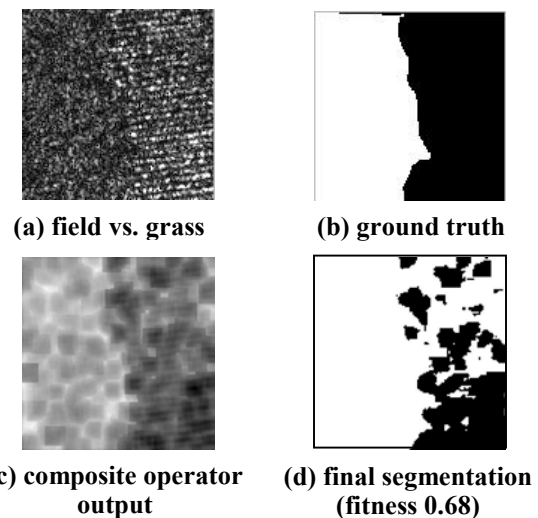 (a) field vs. grass
(b) ground truth
c) composite operator
output
(d) final segmentation
(fitness 0.68)